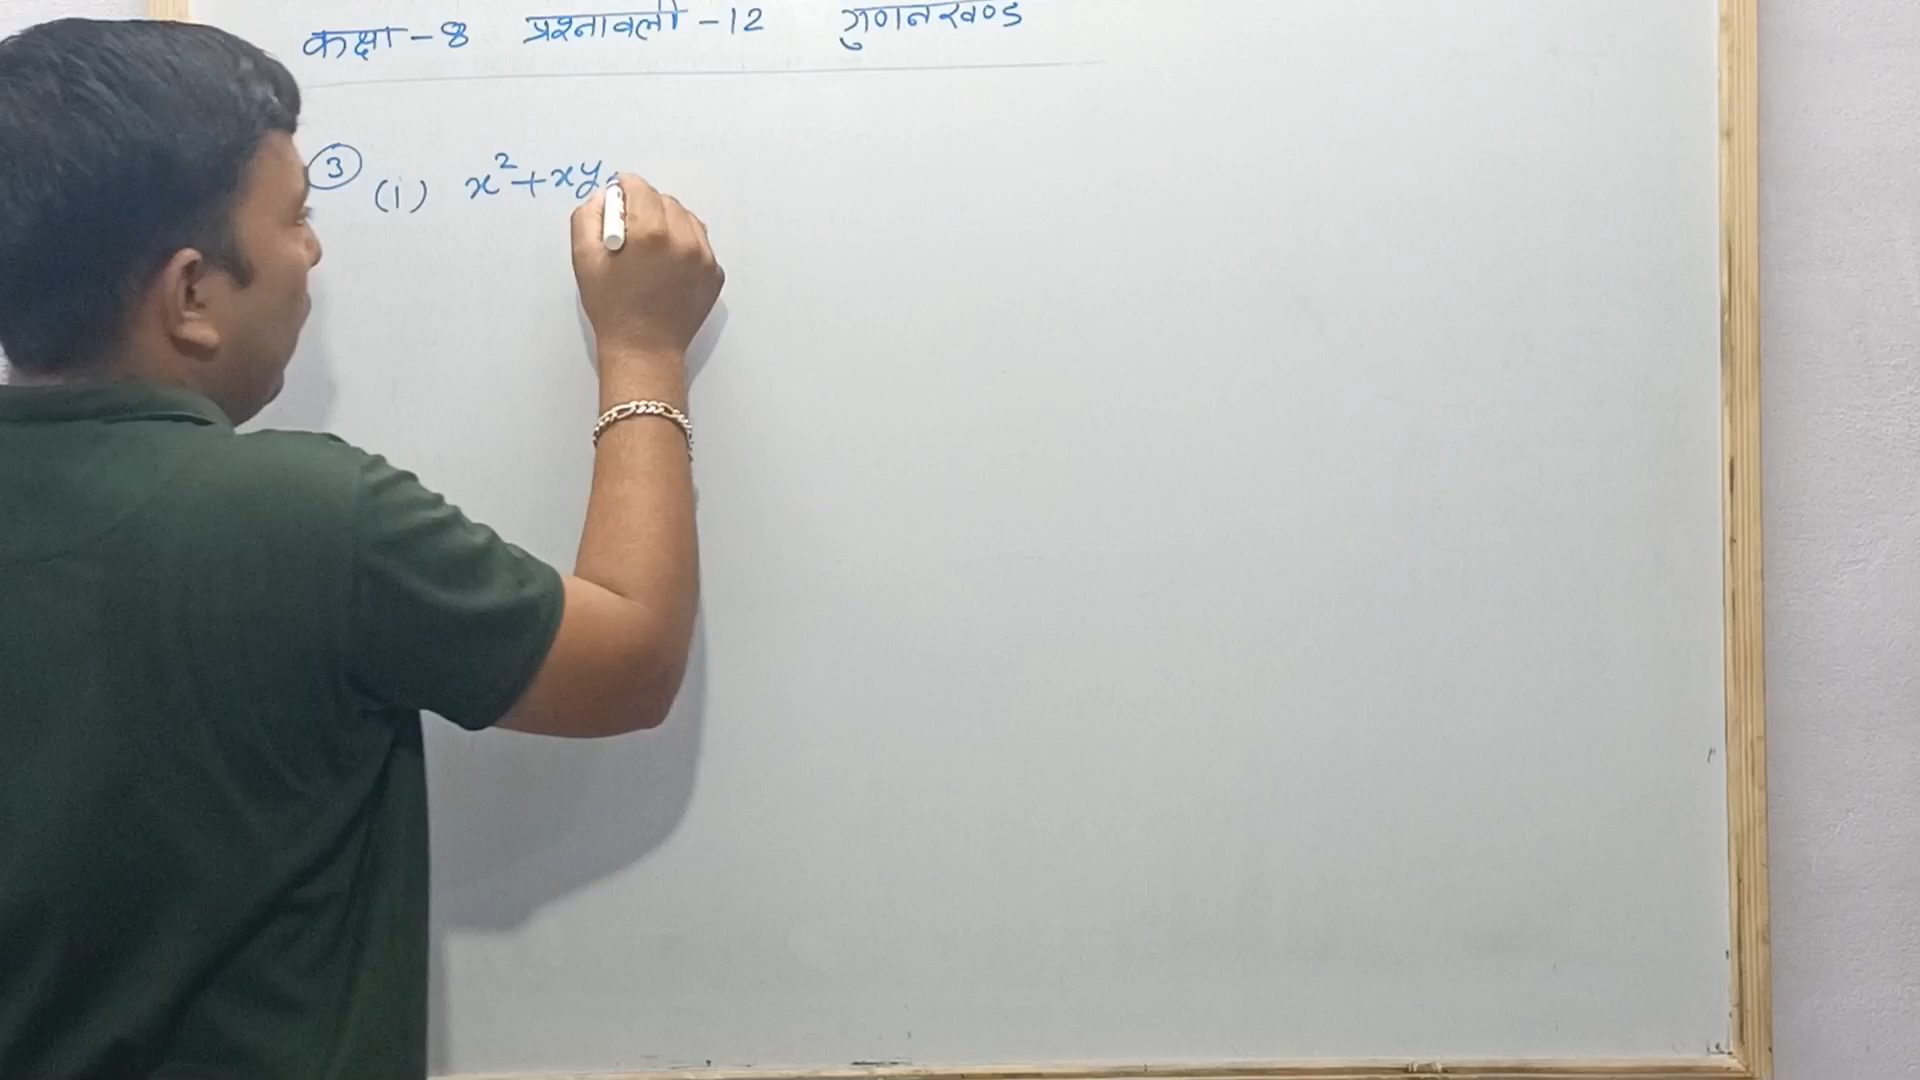 कक्षा - 8 प्रश्नावली - 12 गुणनखण्ड
③ (i) x²+xy